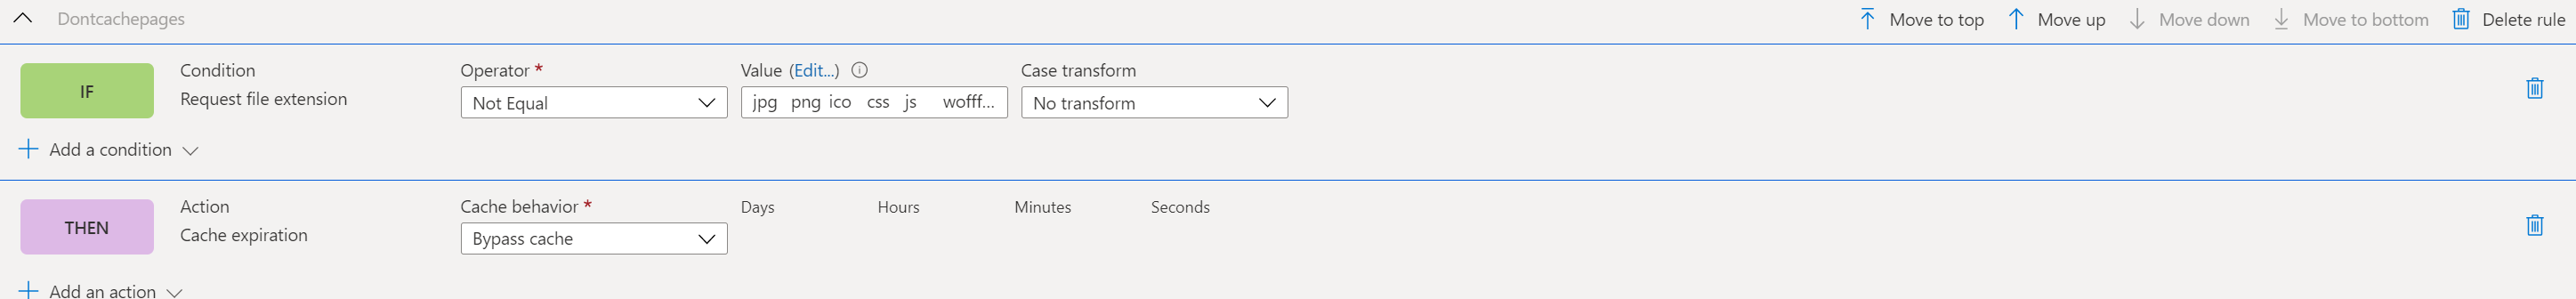 Dontcachepages
Move to top Move up Move down Move to bottom Delete rule
IF
Condition
Request file extension
Operator *
Not Equal
Value (Edit...)
jpg png ico css js wofff...
Case transform
No transform
Add a condition
THEN
Action
Cache expiration
Cache behavior *
Bypass cache
Days Hours Minutes Seconds
Add an action